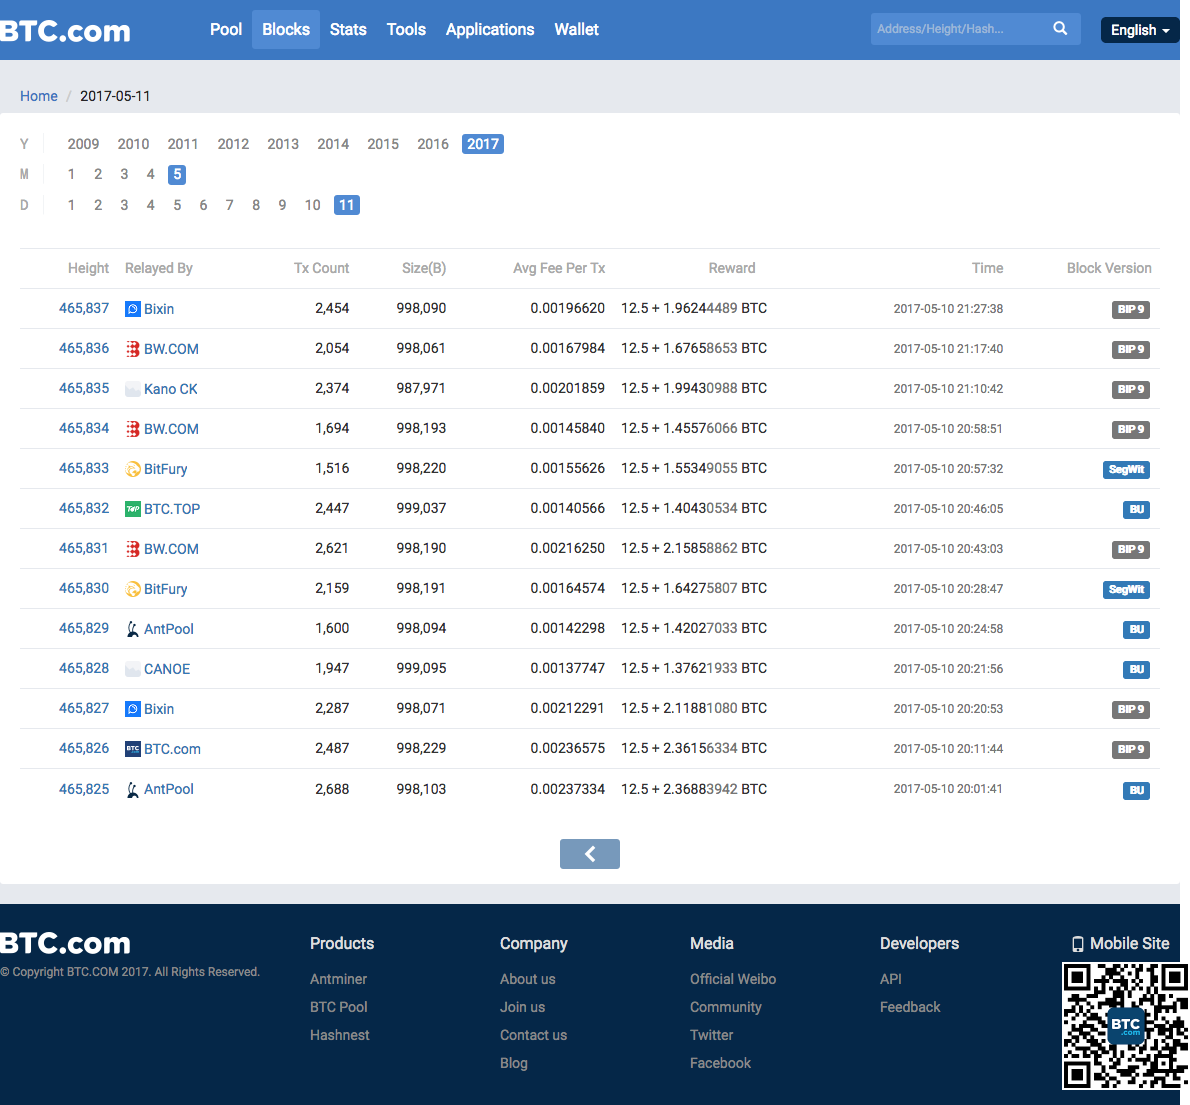 BTC.com Pool Blocks Stats Tools Applications Wallet Address/Height/Hash... English
Home / 2017-05-11
Y 2009 2010 2011 2012 2013 2014 2015 2016 2017
M 1 2 3 4 5
D 1 2 3 4 5 6 7 8 9 10 11
Height Relayed By Tx Count Size(B) Avg Fee Per Tx Reward Time Block Version
465,837 Bixin 2,454 998,090 0.00196620 12.5 + 1.96244489 BTC 2017-05-10 21:27:38 BIP 9
465,836 BW.COM 2,054 998,061 0.00167984 12.5 + 1.67658653 BTC 2017-05-10 21:17:40 BIP 9
465,835 Kano CK 2,374 987,971 0.00201859 12.5 + 1.99430988 BTC 2017-05-10 21:10:42 BIP 9
465,834 BW.COM 1,694 998,193 0.00145840 12.5 + 1.45576066 BTC 2017-05-10 20:58:51 BIP 9
465,833 BitFury 1,516 998,220 0.00155626 12.5 + 1.55349055 BTC 2017-05-10 20:57:32 SegWit
465,832 TOP BTC.TOP 2,447 999,037 0.00140566 12.5 + 1.40430534 BTC 2017-05-10 20:46:05 BU
465,831 BW.COM 2,621 998,190 0.00216250 12.5 + 2.15858862 BTC 2017-05-10 20:43:03 BIP 9
465,830 BitFury 2,159 998,191 0.00164574 12.5 + 1.64275807 BTC 2017-05-10 20:28:47 SegWit
465,829 AntPool 1,600 998,094 0.00142298 12.5 + 1.42027033 BTC 2017-05-10 20:24:58 BU
465,828 CANOE 1,947 999,095 0.00137747 12.5 + 1.37621933 BTC 2017-05-10 20:21:56 BU
465,827 Bixin 2,287 998,071 0.00212291 12.5 + 2.11881080 BTC 2017-05-10 20:20:53 BIP 9
465,826 BTC BTC.com 2,487 998,229 0.00236575 12.5 + 2.36156334 BTC 2017-05-10 20:11:44 BIP 9
465,825 AntPool 2,688 998,103 0.00237334 12.5 + 2.36883942 BTC 2017-05-10 20:01:41 BU
BTC.com Products Company Media Developers Mobile Site
© Copyright BTC.COM 2017. All Rights Reserved.
Antminer About us Official Weibo API
BTC Pool Join us Community Feedback
Hashnest Contact us Twitter
Blog Facebook
BTC
.com